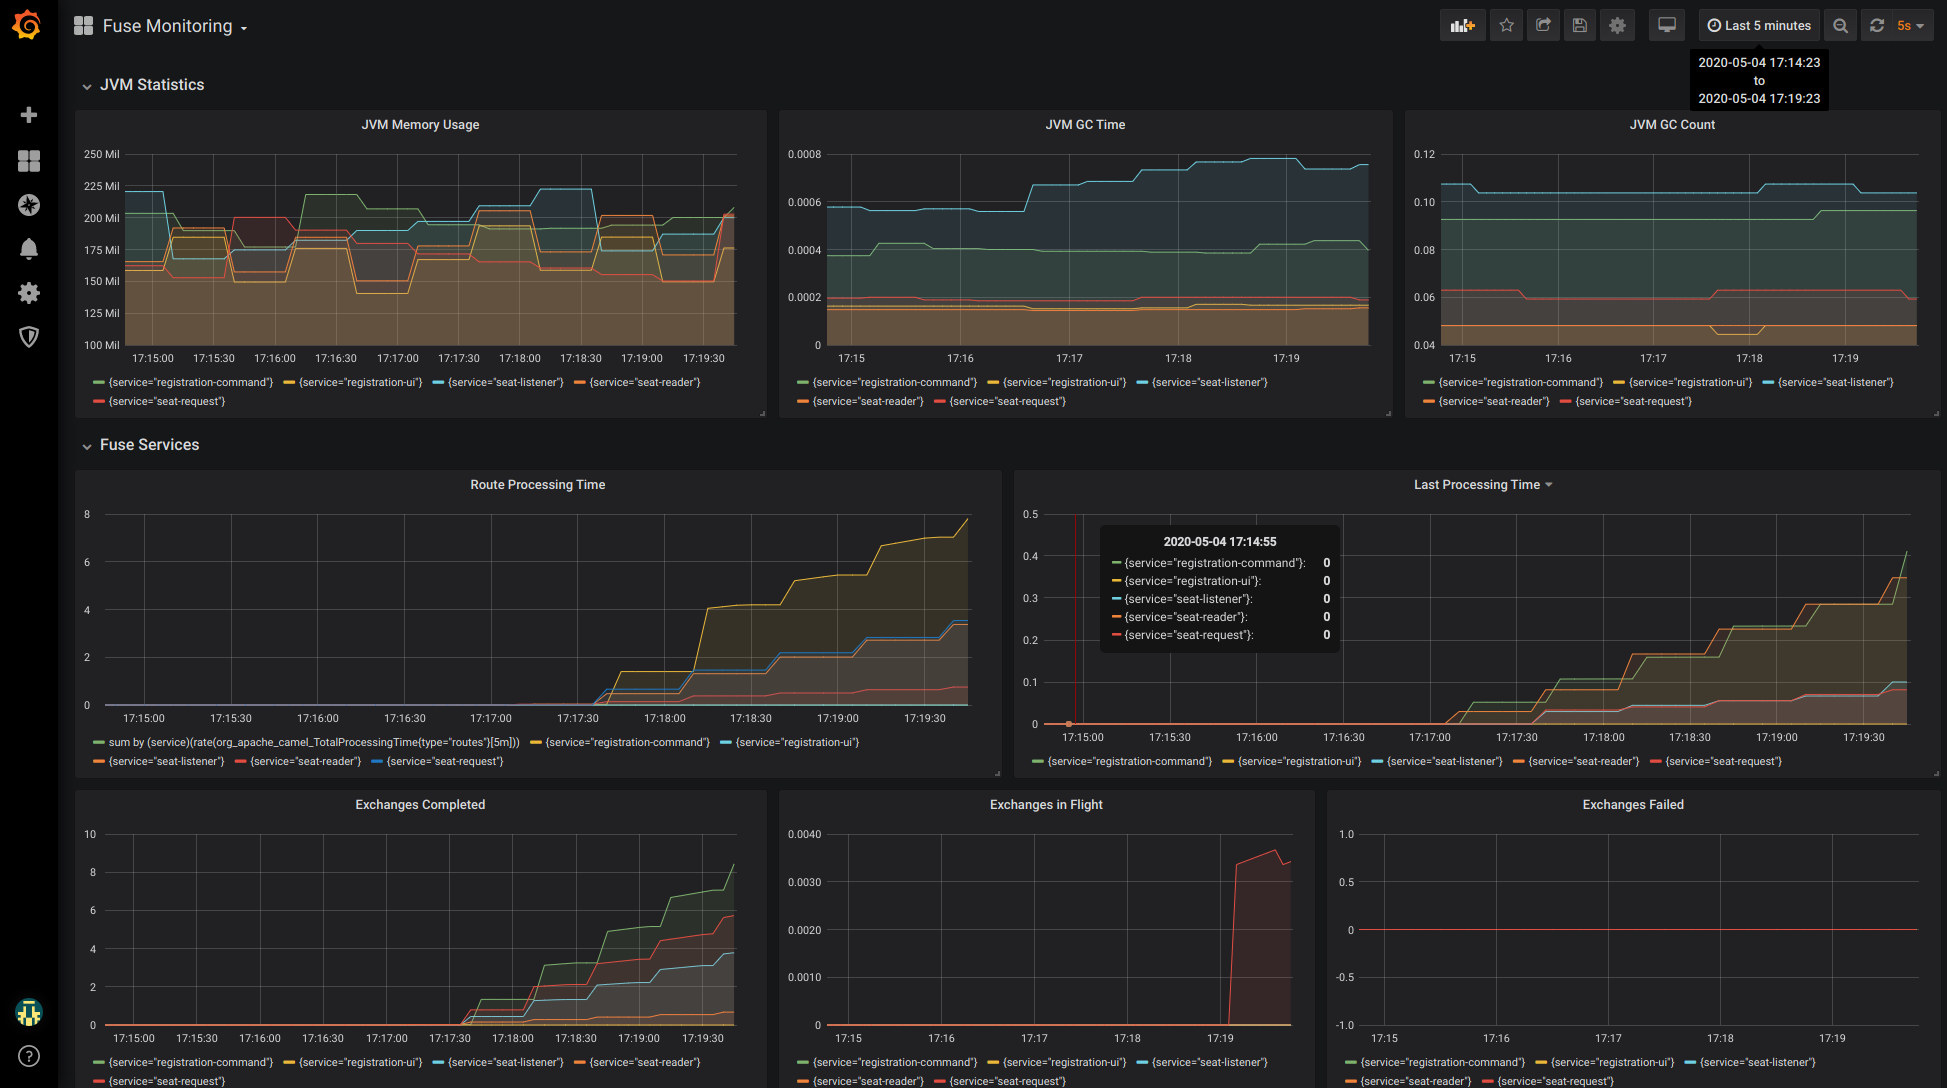 Fuse Monitoring
Last 5 minutes
5s
2020-05-04 17:14:23
to
2020-05-04 17:19:23
JVM Statistics
JVM Memory Usage
250 Mil
225 Mil
200 Mil
175 Mil
150 Mil
125 Mil
100 Mil
17:15:00 17:15:30 17:16:00 17:16:30 17:17:00 17:17:30 17:18:00 17:18:30 17:19:00 17:19:30
{service="registration-command"} {service="registration-ui"} {service="seat-listener"} {service="seat-reader"}
{service="seat-request"}
JVM GC Time
0.0008
0.0006
0.0004
0.0002
0
17:15 17:16 17:17 17:18 17:19
{service="registration-command"} {service="registration-ui"} {service="seat-listener"}
{service="seat-reader"} {service="seat-request"}
JVM GC Count
0.12
0.10
0.08
0.06
0.04
17:15 17:16 17:17 17:18 17:19
{service="registration-command"} {service="registration-ui"} {service="seat-listener"}
{service="seat-reader"} {service="seat-request"}
Fuse Services
Route Processing Time
8
6
4
2
0
17:15:00 17:15:30 17:16:00 17:16:30 17:17:00 17:17:30 17:18:00 17:18:30 17:19:00 17:19:30
sum by (service)(rate(org_apache_camel_TotalProcessingTime{type="routes"}[5m])) {service="registration-command"} {service="registration-ui"}
{service="seat-listener"} {service="seat-reader"} {service="seat-request"}
Last Processing Time
0.5
0.4
0.3
0.2
0.1
0
2020-05-04 17:14:55
{service="registration-command"}: 0
{service="registration-ui"}: 0
{service="seat-listener"}: 0
{service="seat-reader"}: 0
{service="seat-request"}: 0
17:15:00 17:15:30 17:16:00 17:16:30 17:17:00 17:17:30 17:18:00 17:18:30 17:19:00 17:19:30
{service="registration-command"} {service="registration-ui"} {service="seat-listener"} {service="seat-reader"} {service="seat-request"}
Exchanges Completed
10
8
6
4
2
0
17:15:00 17:15:30 17:16:00 17:16:30 17:17:00 17:17:30 17:18:00 17:18:30 17:19:00 17:19:30
{service="registration-command"} {service="registration-ui"} {service="seat-listener"} {service="seat-reader"}
{service="seat-request"}
Exchanges in Flight
0.0040
0.0030
0.0020
0.0010
0
17:15 17:16 17:17 17:18 17:19
{service="registration-command"} {service="registration-ui"} {service="seat-listener"}
{service="seat-reader"} {service="seat-request"}
Exchanges Failed
1.0
0.5
0
-0.5
-1.0
17:15 17:16 17:17 17:18 17:19
{service="registration-command"} {service="registration-ui"} {service="seat-listener"}
{service="seat-reader"} {service="seat-request"}